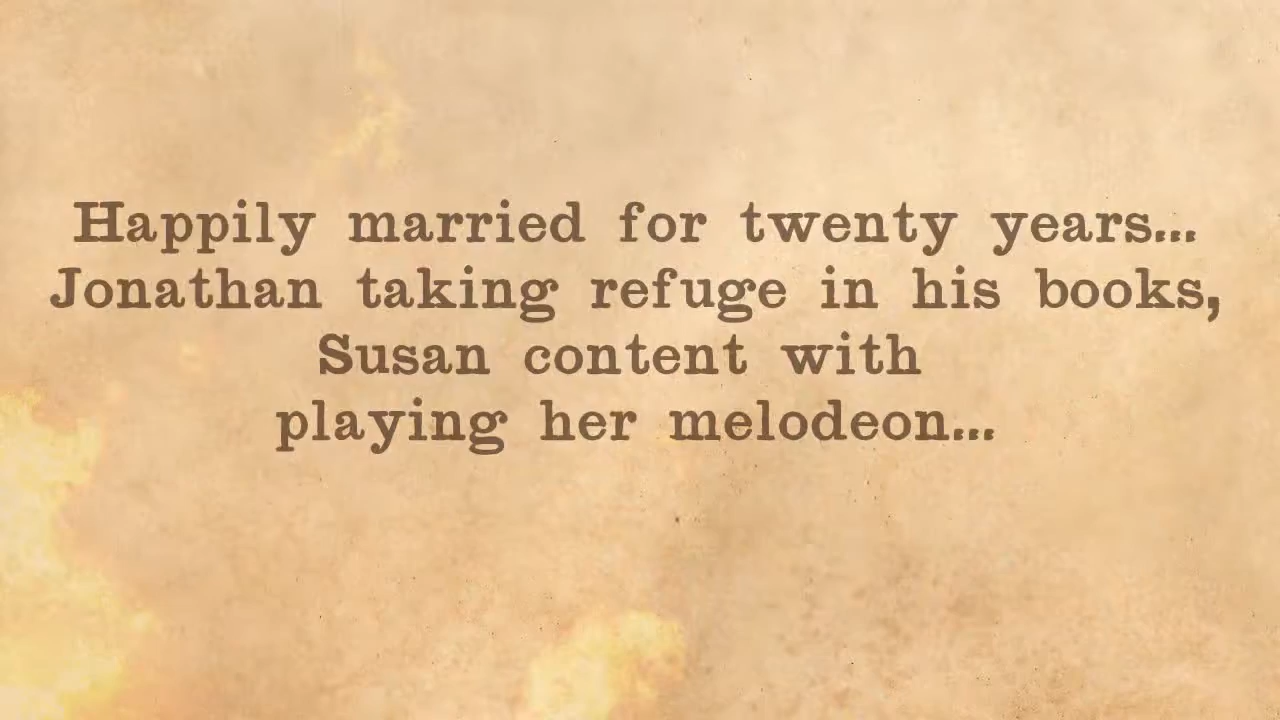 Happily married for twenty years...
Jonathan taking refuge in his books,
Susan content with
playing her melodeon...